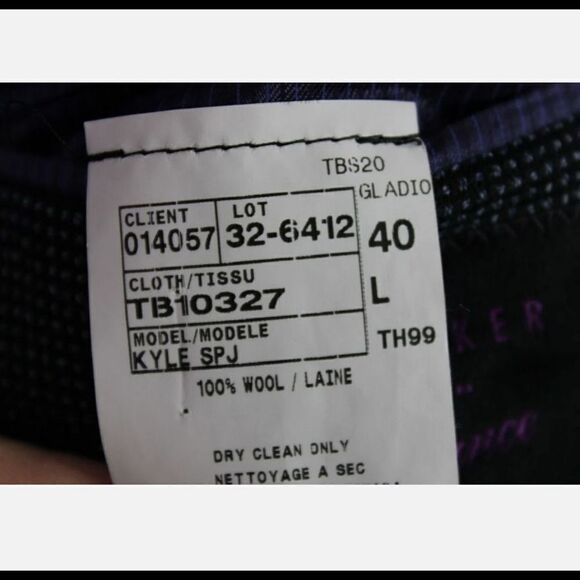 TBS20
GLADIO
CLIENT
014057
LOT
32-6412
40
CLOTH/TISSU
TB10327
L
MODEL/MODELE
KYLE SPJ
TH99
100% WOOL / LAINE
DRY CLEAN ONLY
NETTOYAGE A SEC
KER